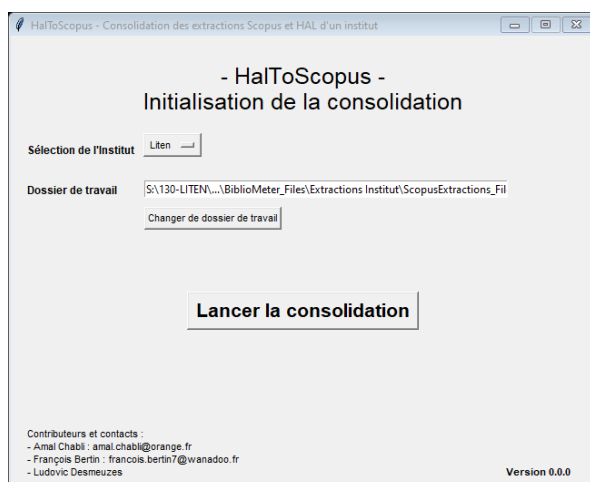 HalToScopus - Consolidation des extractions Scopus et HAL d'un institut
- HalToScopus -
Initialisation de la consolidation
Sélection de l'Institut Liten
Dossier de travail S:\130-LITEN\...\BiblioMeter_Files\Extractions Institut\ScopusExtractions_Fil
Changer de dossier de travail
Lancer la consolidation
Contributeurs et contacts :
- Amal Chabli : amal.chabli@orange.fr
- François Bertin : francois.bertin7@wanadoo.fr
- Ludovic Desmeuzes Version 0.0.0